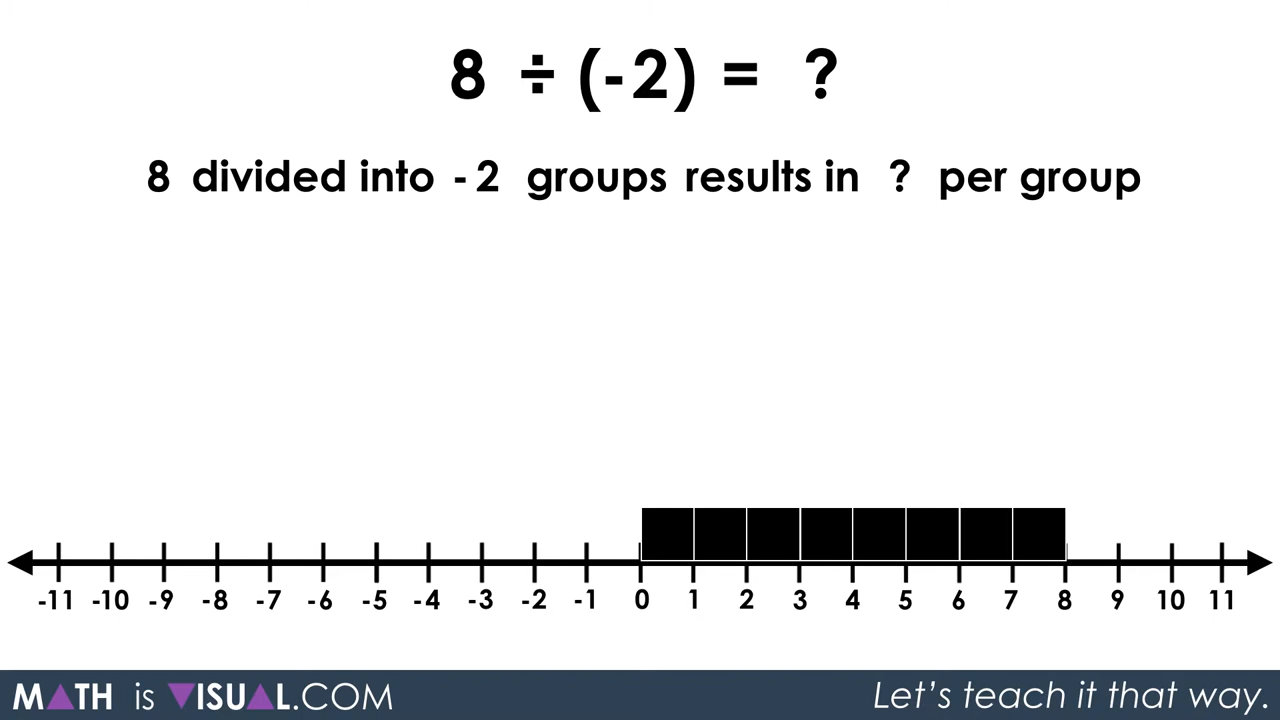 8 ÷ (-2) = ?
8 divided into -2 groups results in ? per group
-11 -10 -9 -8 -7 -6 -5 -4 -3 -2 -1 0 1 2 3 4 5 6 7 8 9 10 11
MATH is VISUAL.COM
Let's teach it that way.